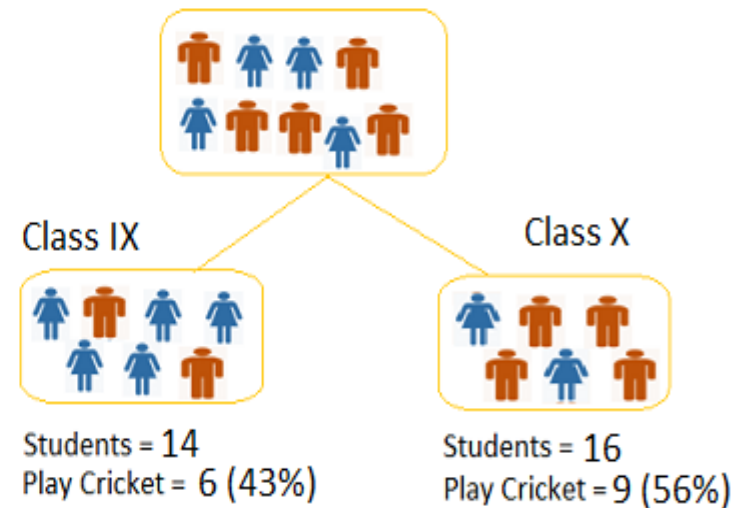 Class IX
Class X
Students = 14
Play Cricket = 6 (43%)
Students = 16
Play Cricket = 9 (56%)